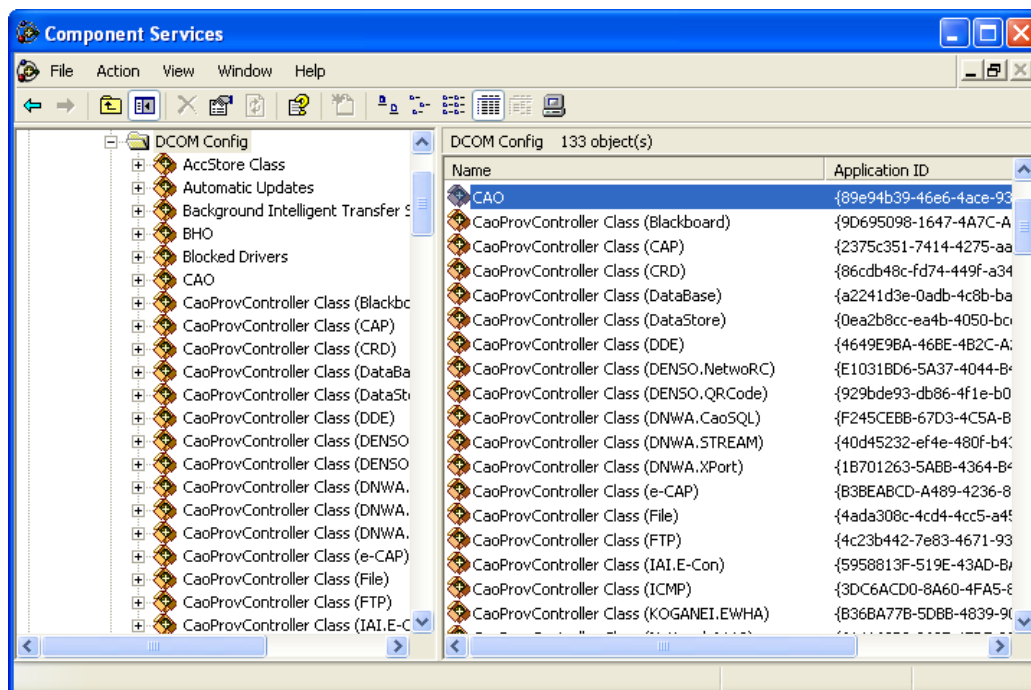 Component Services
File Action View Window Help
DCOM Config
AccStore Class
Automatic Updates
Background Intelligent Transfer
BHO
Blocked Drivers
CAO
CaoProvController Class (Blackbo
CaoProvController Class (CAP)
CaoProvController Class (CRD)
CaoProvController Class (DataBa
CaoProvController Class (DataSt
CaoProvController Class (DDE)
CaoProvController Class (DENSO
CaoProvController Class (DENSO
CaoProvController Class (DNWA.
CaoProvController Class (DNWA.
CaoProvController Class (DNWA.
CaoProvController Class (e-CAP)
CaoProvController Class (File)
CaoProvController Class (FTP)
CaoProvController Class (IAI.E-C
DCOM Config 133 object(s)
Name Application ID
CAO {89e94b39-46e6-4ace-93
CaoProvController Class (Blackboard) {9D695098-1647-4A7C-A
CaoProvController Class (CAP) {2375c351-7414-4275-aa
CaoProvController Class (CRD) {86cdb48c-fd74-449f-a34
CaoProvController Class (DataBase) {a2241d3e-0adb-4c8b-ba
CaoProvController Class (DataStore) {0ea2b8cc-ea4b-4050-bc
CaoProvController Class (DDE) {4649E9BA-46BE-4B2C-A
CaoProvController Class (DENSO.NetwoRC) {E1031BD6-5A37-4044-B4
CaoProvController Class (DENSO.QRCode) {929bde93-db86-4f1e-b0
CaoProvController Class (DNWA.CaoSQL) {F245CEBB-67D3-4C5A-B
CaoProvController Class (DNWA.STREAM) {40d45232-ef4e-480f-b4
CaoProvController Class (DNWA.XPort) {1B701263-5ABB-4364-B4
CaoProvController Class (e-CAP) {B3BEABCD-A489-4236-8
CaoProvController Class (File) {4ada308c-4cd4-4cc5-a45
CaoProvController Class (FTP) {4c23b442-7e83-4671-93
CaoProvController Class (IAI.E-Con) {5958813F-519E-43AD-B
CaoProvController Class (ICMP) {3DC6ACD0-8A60-4FA5-8
CaoProvController Class (KOGANEI.EWHA) {B36BA77B-5DBB-4839-90